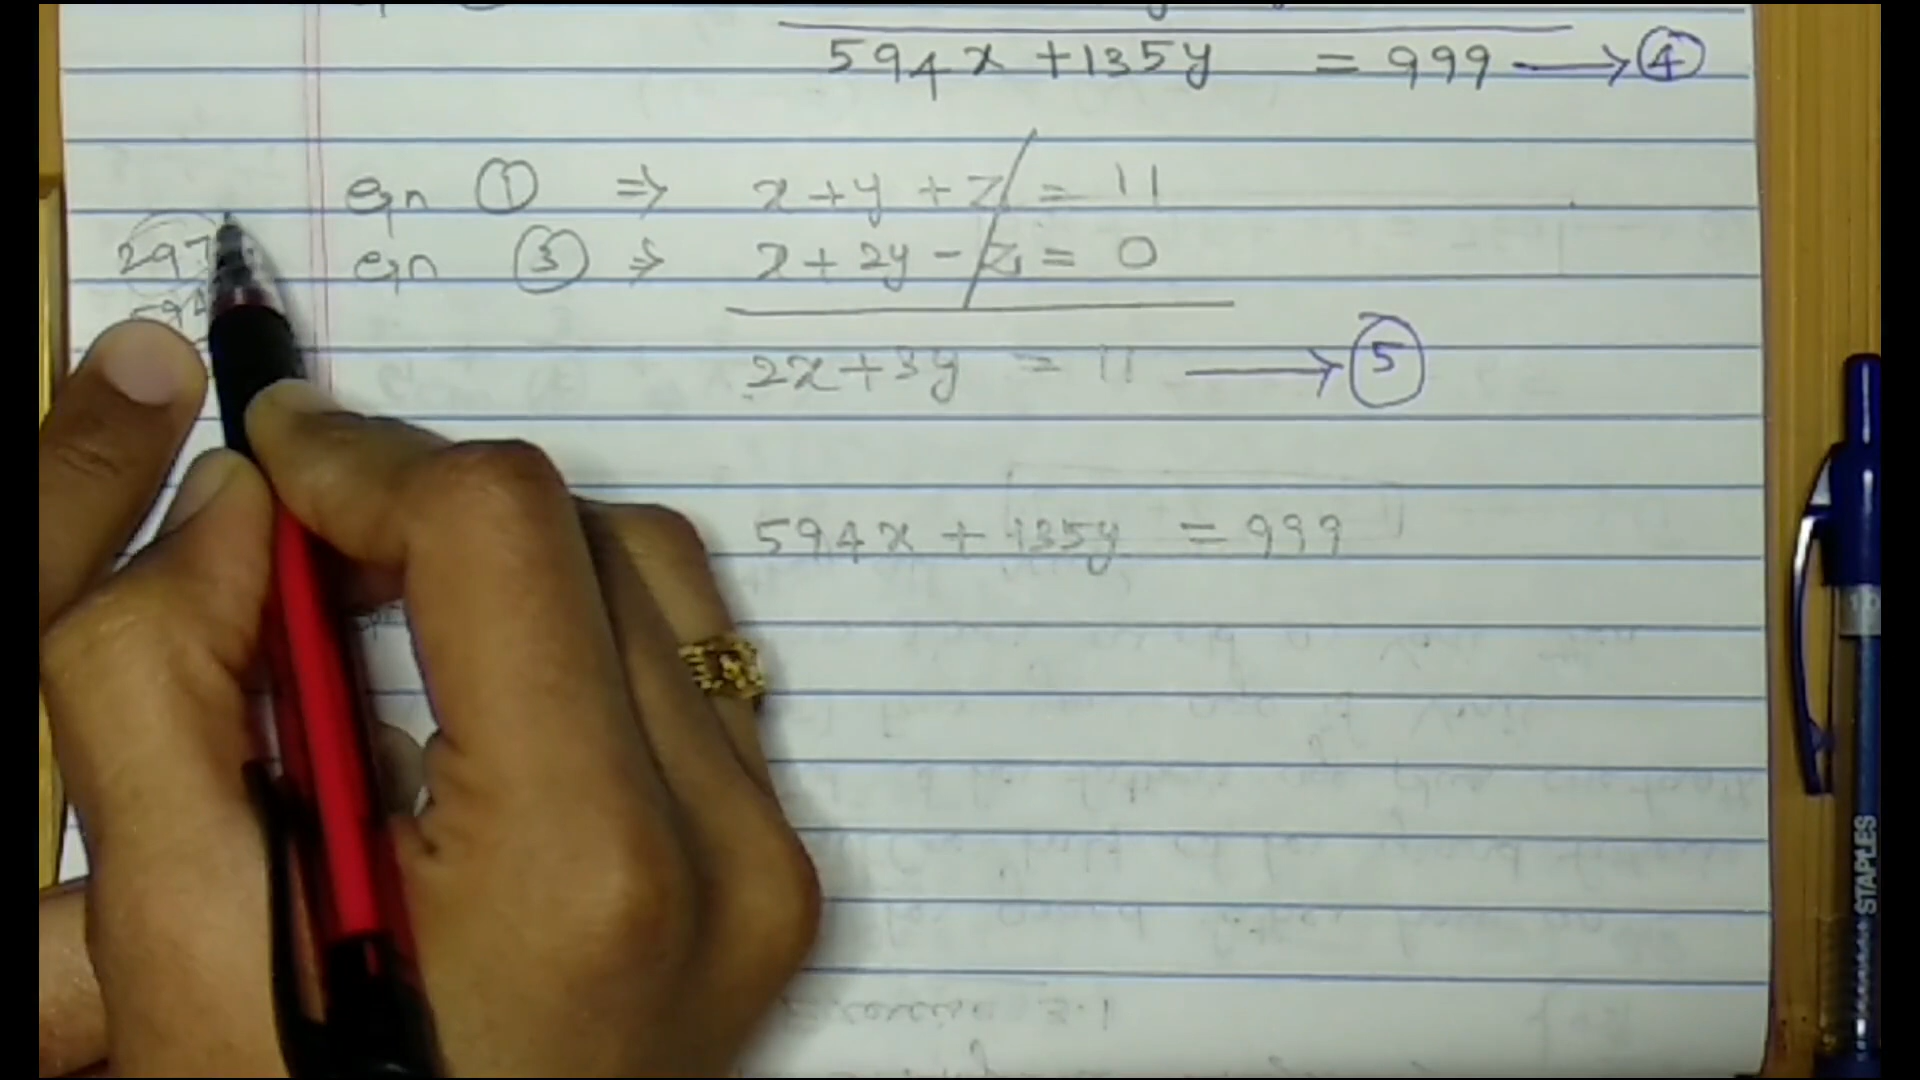 594x + 135y = 999 → ④
eqn ① ⇒ x + y + z = 11
297
eqn ③ ⇒ x + 2y - z = 0
594
2x + 3y = 11 → ⑤
594x + 135y = 999
STAPLES